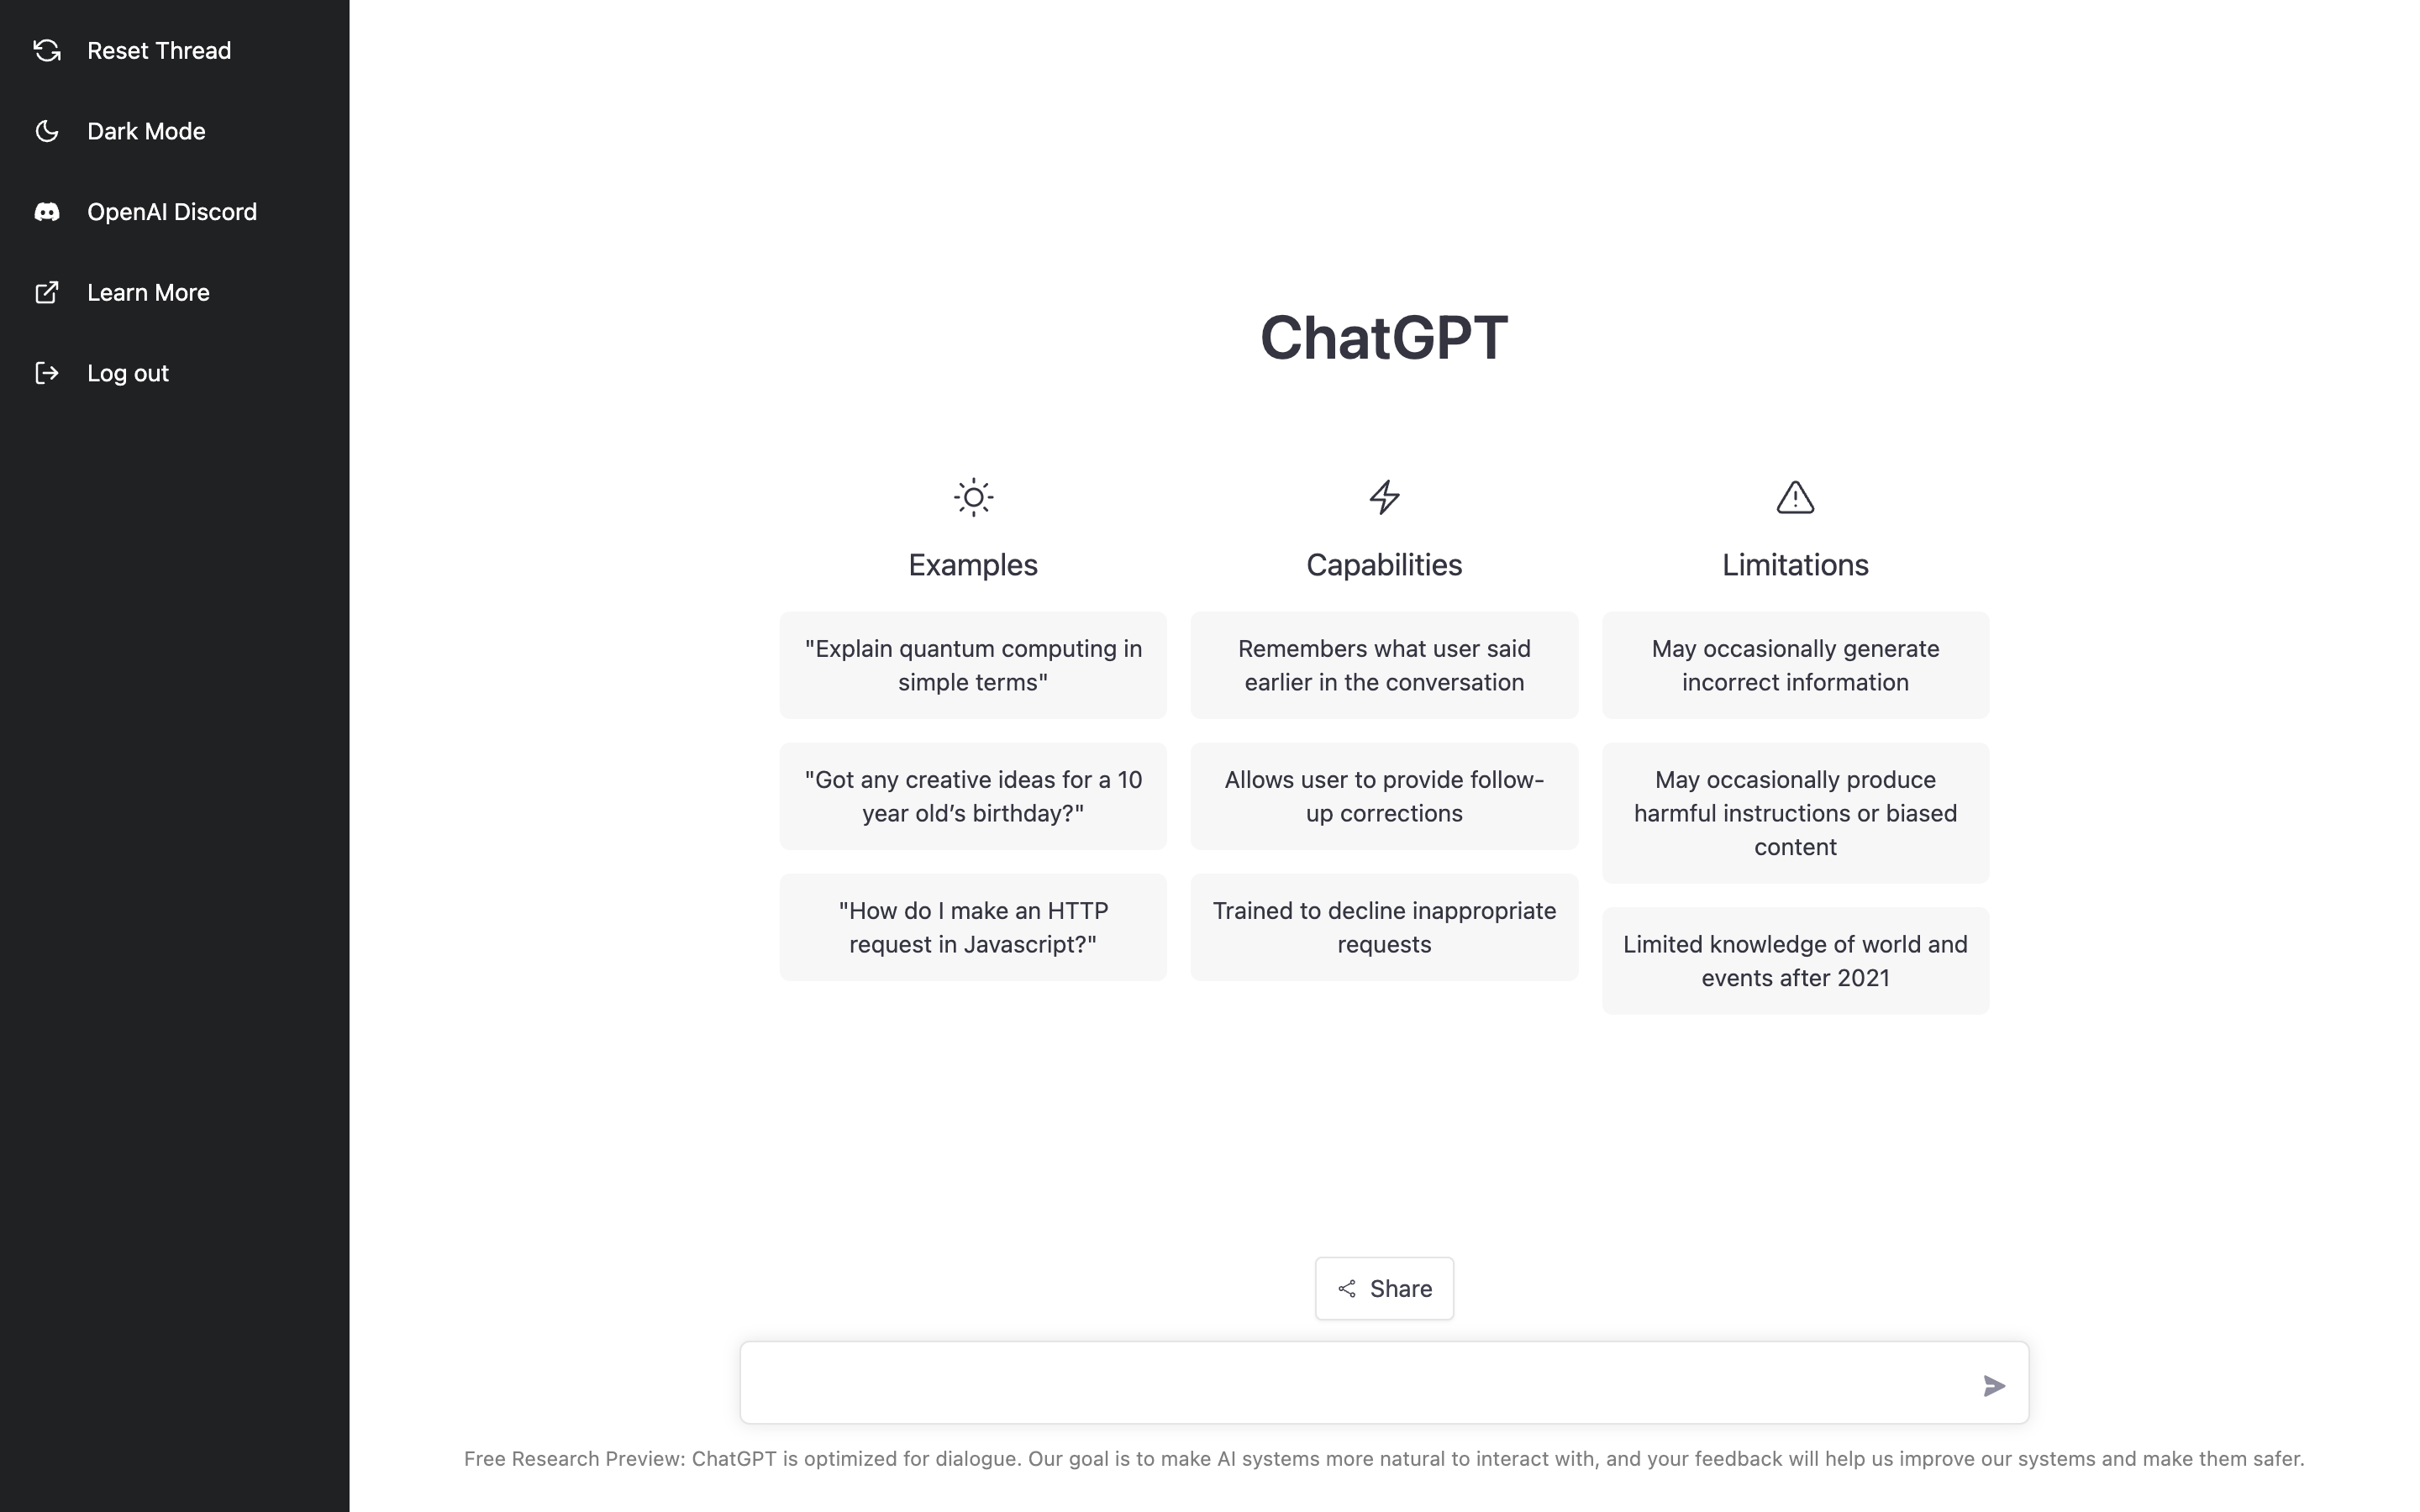 Reset Thread
Dark Mode
OpenAI Discord
Learn More
Log out
ChatGPT
Examples
"Explain quantum computing in
simple terms"
"Got any creative ideas for a 10
year old’s birthday?"
"How do I make an HTTP
request in Javascript?"
Capabilities
Remembers what user said
earlier in the conversation
Allows user to provide follow-
up corrections
Trained to decline inappropriate
requests
Limitations
May occasionally generate
incorrect information
May occasionally produce
harmful instructions or biased
content
Limited knowledge of world and
events after 2021
Share
Free Research Preview: ChatGPT is optimized for dialogue. Our goal is to make AI systems more natural to interact with, and your feedback will help us improve our systems and make them safer.